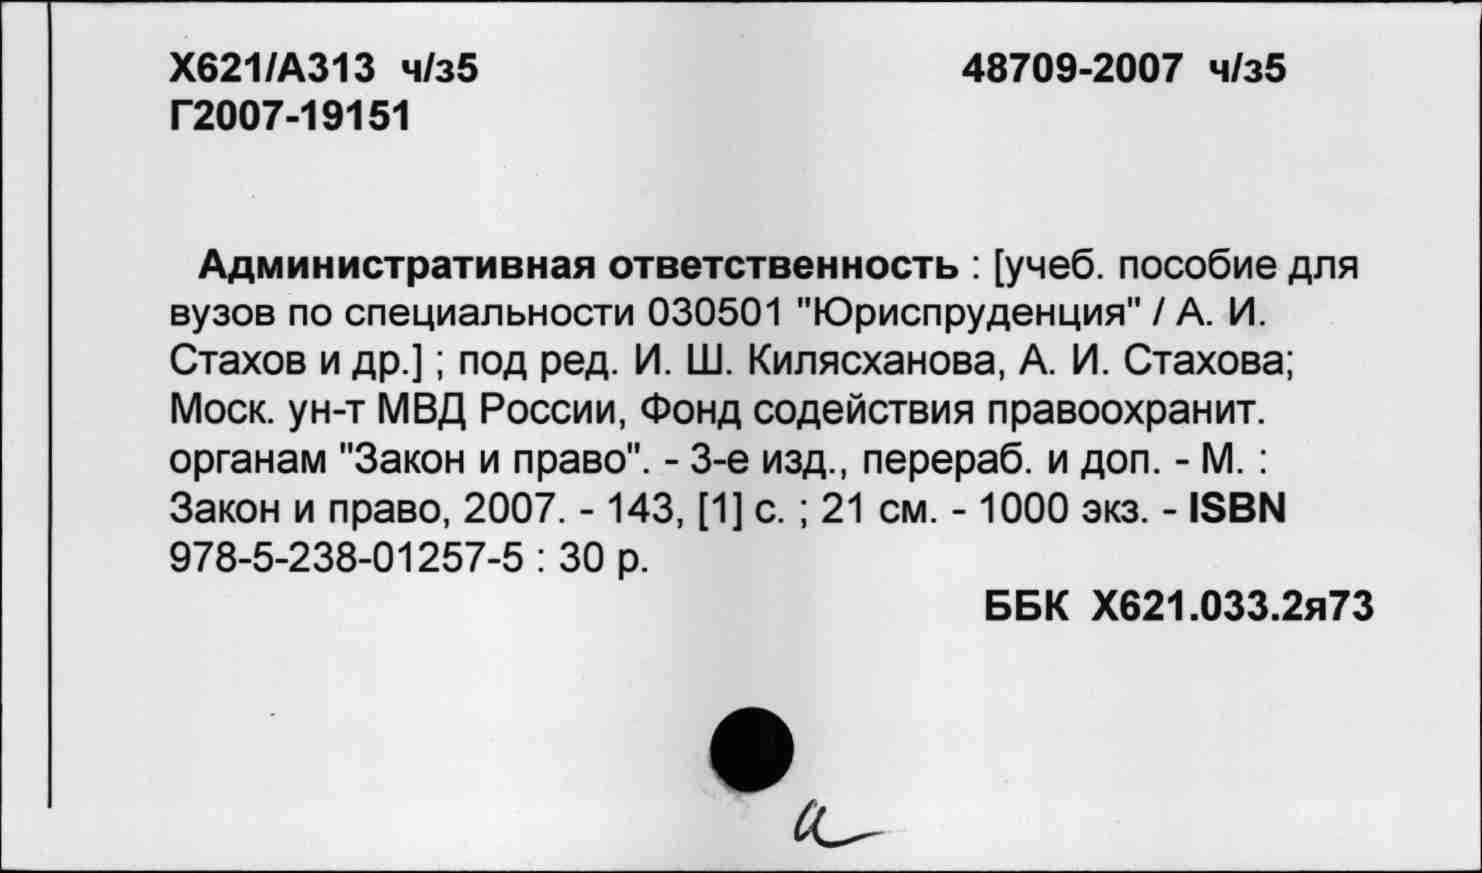 Х621/А313 ч/з5 48709-2007 ч/з5
Г2007-19151
Административная ответственность : [учеб. пособие для
вузов по специальности 030501 "Юриспруденция" / А. И.
Стахов и др.] ; под ред. И. Ш. Килясханова, А. И. Стахова;
Моск. ун-т МВД России, Фонд содействия правоохранит.
органам "Закон и право". - 3-е изд., перераб. и доп. - М. :
Закон и право, 2007. - 143, [1] с. ; 21 см. - 1000 экз. - ISBN
978-5-238-01257-5 : 30 р.
ББК Х621.033.2я73